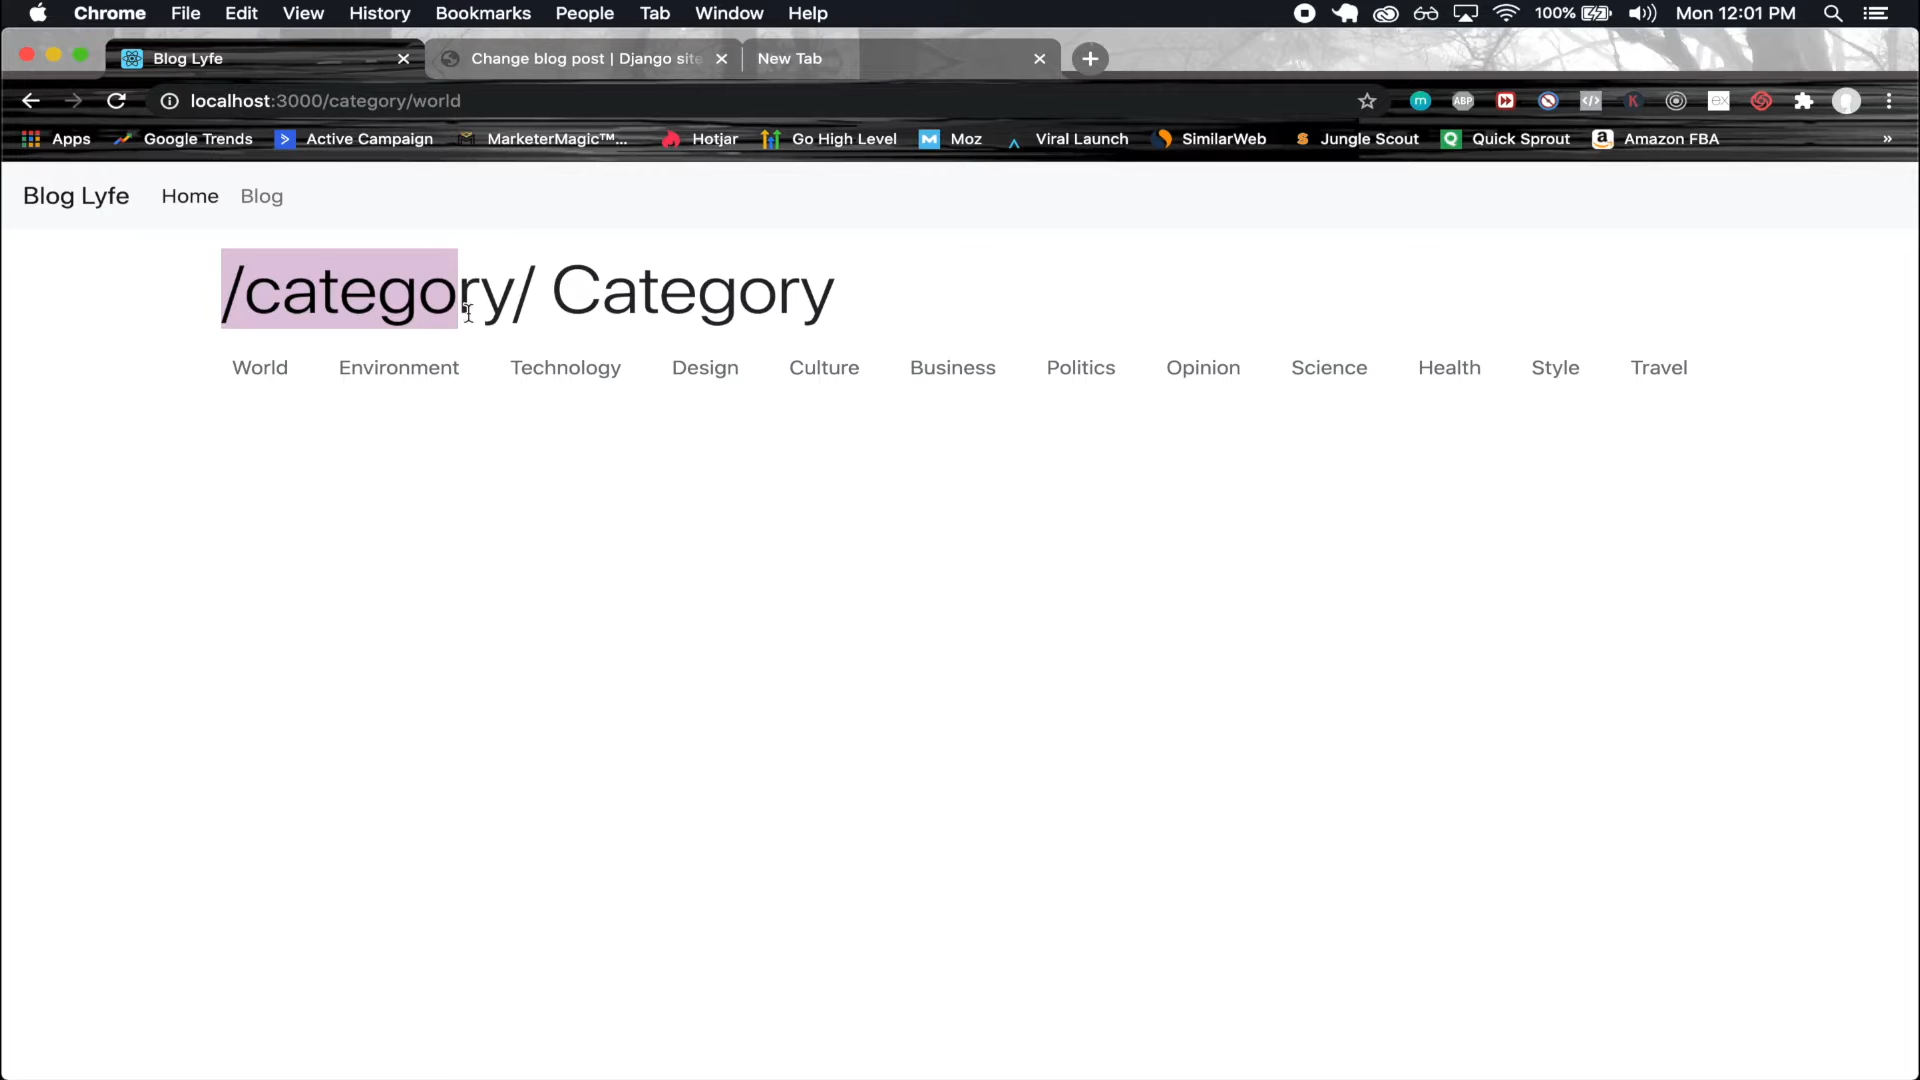 Chrome File Edit View History Bookmarks People Tab Window Help 100% Mon 12:01 PM
Blog Lyfe Change blog post | Django site New Tab
localhost:3000/category/world m ABP K ex
Apps Google Trends Active Campaign MarketerMagic™... Hotjar Go High Level M Moz Viral Launch SimilarWeb S Jungle Scout Q Quick Sprout a Amazon FBA »
Blog Lyfe Home Blog
/category/ Category
World Environment Technology Design Culture Business Politics Opinion Science Health Style Travel